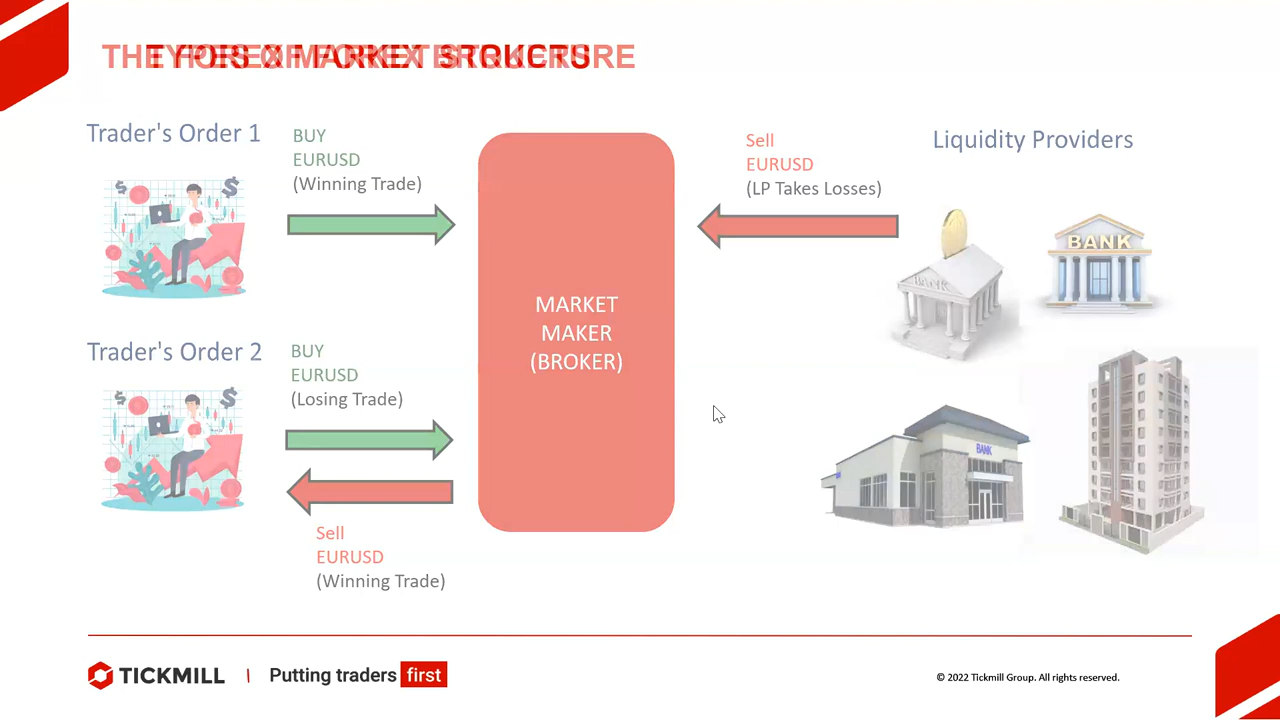 Trader's Order 1
BUY
EURUSD
(Winning Trade)
Sell
EURUSD
(LP Takes Losses)
Liquidity Providers
BANK
BANK
MARKET
MAKER
(BROKER)
Trader's Order 2
BUY
EURUSD
(Losing Trade)
BANK
Sell
EURUSD
(Winning Trade)
TICKMILL
Putting traders first
© 2022 Tickmill Group. All rights reserved.